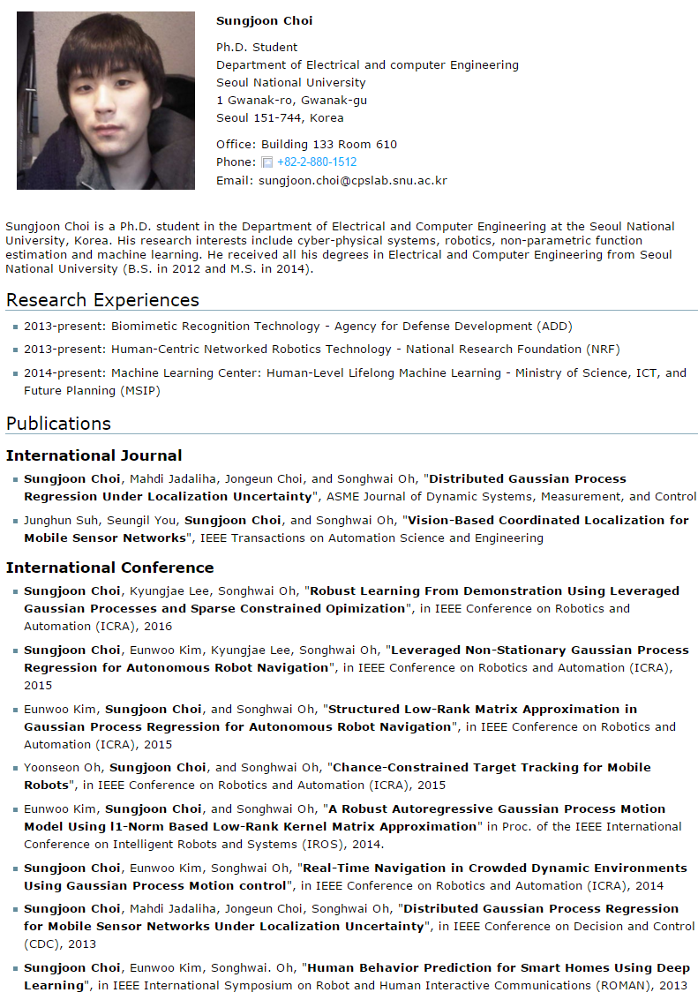 Sungjoon Choi
Ph.D. Student
Department of Electrical and computer Engineering
Seoul National University
1 Gwanak-ro, Gwanak-gu
Seoul 151-744, Korea
Office: Building 133 Room 610
Phone: +82-2-880-1512
Email: sungjoon.choi@cpslab.snu.ac.kr
Sungjoon Choi is a Ph.D. student in the Department of Electrical and Computer Engineering at the Seoul National
University, Korea. His research interests include cyber-physical systems, robotics, non-parametric function
estimation and machine learning. He received all his degrees in Electrical and Computer Engineering from Seoul
National University (B.S. in 2012 and M.S. in 2014).
Research Experiences
2013-present: Biomimetic Recognition Technology - Agency for Defense Development (ADD)
2013-present: Human-Centric Networked Robotics Technology - National Research Foundation (NRF)
2014-present: Machine Learning Center: Human-Level Lifelong Machine Learning - Ministry of Science, ICT, and
Future Planning (MSIP)
Publications
International Journal
Sungjoon Choi, Mahdi Jadaliha, Jongeun Choi, and Songhwai Oh, "Distributed Gaussian Process
Regression Under Localization Uncertainty", ASME Journal of Dynamic Systems, Measurement, and Control
Junghun Suh, Seungil You, Sungjoon Choi, and Songhwai Oh, "Vision-Based Coordinated Localization for
Mobile Sensor Networks", IEEE Transactions on Automation Science and Engineering
International Conference
Sungjoon Choi, Kyungjae Lee, Songhwai Oh, "Robust Learning From Demonstration Using Leveraged
Gaussian Processes and Sparse Constrained Opimization", in IEEE Conference on Robotics and
Automation (ICRA), 2016
Sungjoon Choi, Eunwoo Kim, Kyungjae Lee, Songhwai Oh, "Leveraged Non-Stationary Gaussian Process
Regression for Autonomous Robot Navigation", in IEEE Conference on Robotics and Automation (ICRA),
2015
Eunwoo Kim, Sungjoon Choi, and Songhwai Oh, "Structured Low-Rank Matrix Approximation in
Gaussian Process Regression for Autonomous Robot Navigation", in IEEE Conference on Robotics and
Automation (ICRA), 2015
Yoonseon Oh, Sungjoon Choi, and Songhwai Oh, "Chance-Constrained Target Tracking for Mobile
Robots", in IEEE Conference on Robotics and Automation (ICRA), 2015
Eunwoo Kim, Sungjoon Choi, and Songhwai Oh, "A Robust Autoregressive Gaussian Process Motion
Model Using l1-Norm Based Low-Rank Kernel Matrix Approximation" in Proc. of the IEEE International
Conference on Intelligent Robots and Systems (IROS), 2014.
Sungjoon Choi, Eunwoo Kim, Songhwai Oh, "Real-Time Navigation in Crowded Dynamic Environments
Using Gaussian Process Motion control", in IEEE Conference on Robotics and Automation (ICRA), 2014
Sungjoon Choi, Mahdi Jadaliha, Jongeun Choi, Songhwai Oh, "Distributed Gaussian Process Regression
for Mobile Sensor Networks Under Localization Uncertainty", in IEEE Conference on Decision and Control
(CDC), 2013
Sungjoon Choi, Eunwoo Kim, Songhwai. Oh, "Human Behavior Prediction for Smart Homes Using Deep
Learning", in IEEE International Symposium on Robot and Human Interactive Communications (ROMAN), 2013